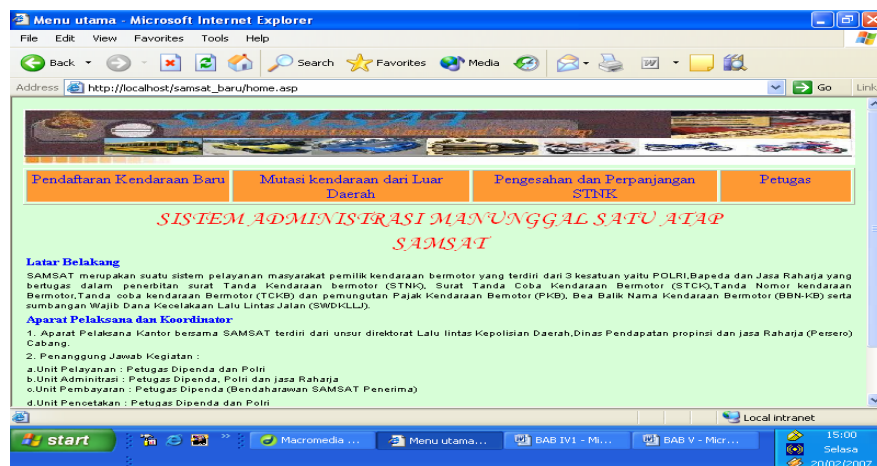 Menu utama - Microsoft Internet Explorer
File Edit View Favorites Tools Help
Back Search Favorites Media
Address http://localhost/samsat_baru/home.asp Go Link
SAMSAT
Sistem Administrasi Manunggal Satu Atap
Pendaftaran Kendaraan Baru
Mutasi kendaraan dari Luar
Daerah
Pengesahan dan Perpanjangan
STNK
Petugas
SISTEM ADMINISTRASI MANUNGGAL SATU ATAP
SAMSAT
Latar Belakang
SAMSAT merupakan suatu sistem pelayanan masyarakat pemilik kendaraan bermotor yang terdiri dari 3 kesatuan yaitu POLRI,Bapeda dan Jasa Raharja yang
bertugas dalam penerbitan surat Tanda Kendaraan bermotor (STNK), Surat Tanda Coba Kendaraan Bermotor (STCK),Tanda Nomor kendaraan
Bermotor,Tanda coba kendaraan Bermotor (TCKB) dan pemungutan Pajak Kendaraan Bemotor (PKB), Bea Balik Nama Kendaraan Bermotor (BBN-KB) serta
sumbangan Wajib Dana Kecelakaan Lalu Lintas Jalan (SWDKLLJ).
Aparat Pelaksana dan Koordinator
1. Aparat Pelaksana Kantor bersama SAMSAT terdiri dari unsur direktorat Lalu lintas Kepolisian Daerah,Dinas Pendapatan propinsi dan jasa Raharja (Persero)
Cabang.
2. Penanggung Jawab Kegiatan :
a.Unit Pelayanan : Petugas Dipenda dan Polri
b.Unit Adminitrasi : Petugas Dipenda, Polri dan jasa Raharja
c.Unit Pembayaran : Petugas Dipenda (Bendaharawan SAMSAT Penerima)
d.Unit Pencetakan : Petugas Dipenda dan Polri
Local intranet
start Macromedia ... Menu utama... BAB IV1 - Mi... BAB V - Micr... 15:00
Selasa
20/02/2007